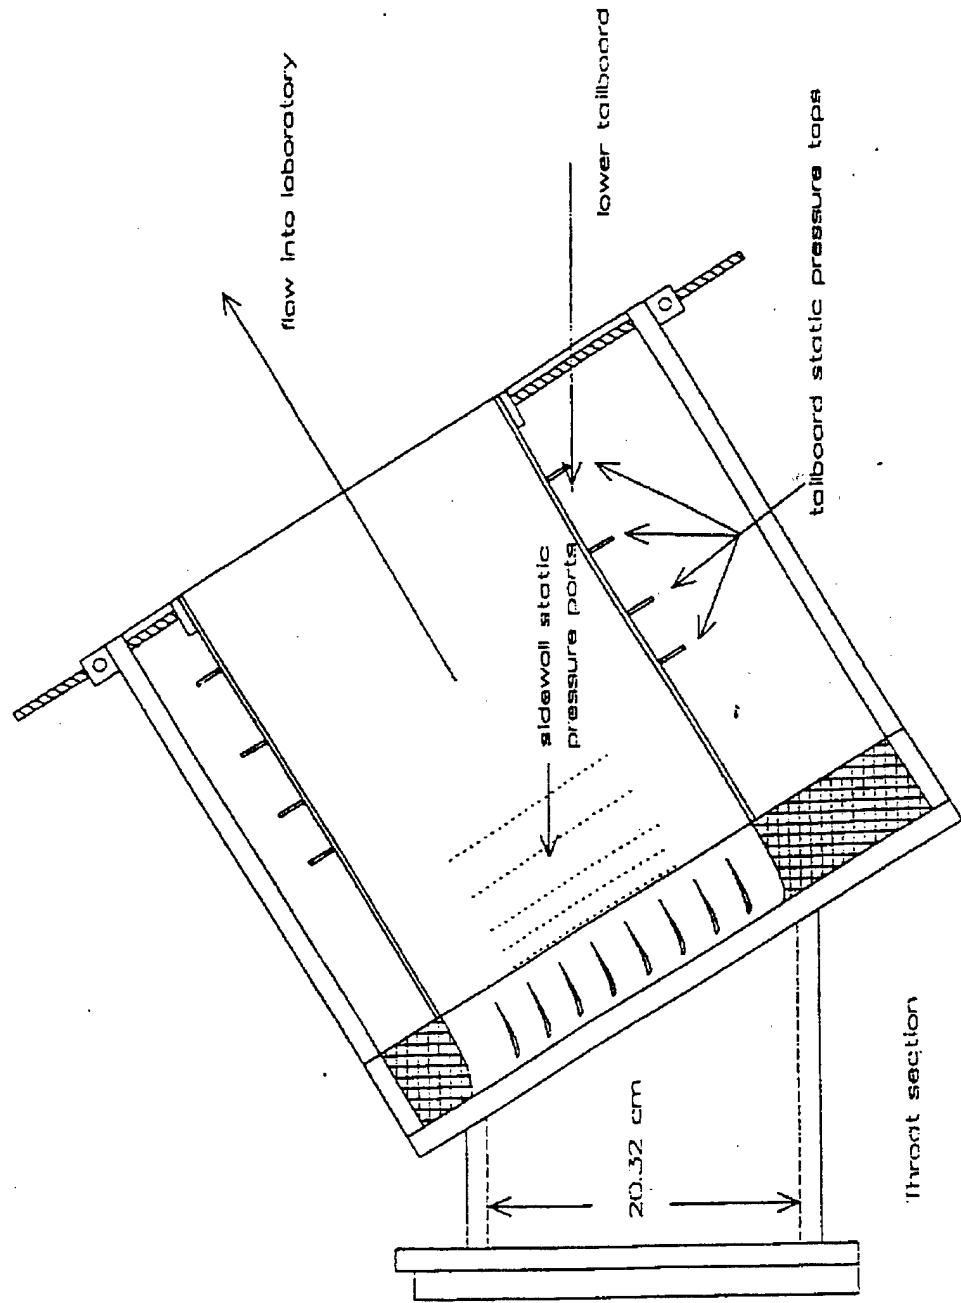 flow into laboratory
lower tailboard
sidewall static
pressure ports
tailboard static pressure taps
20.32 cm
Throat section